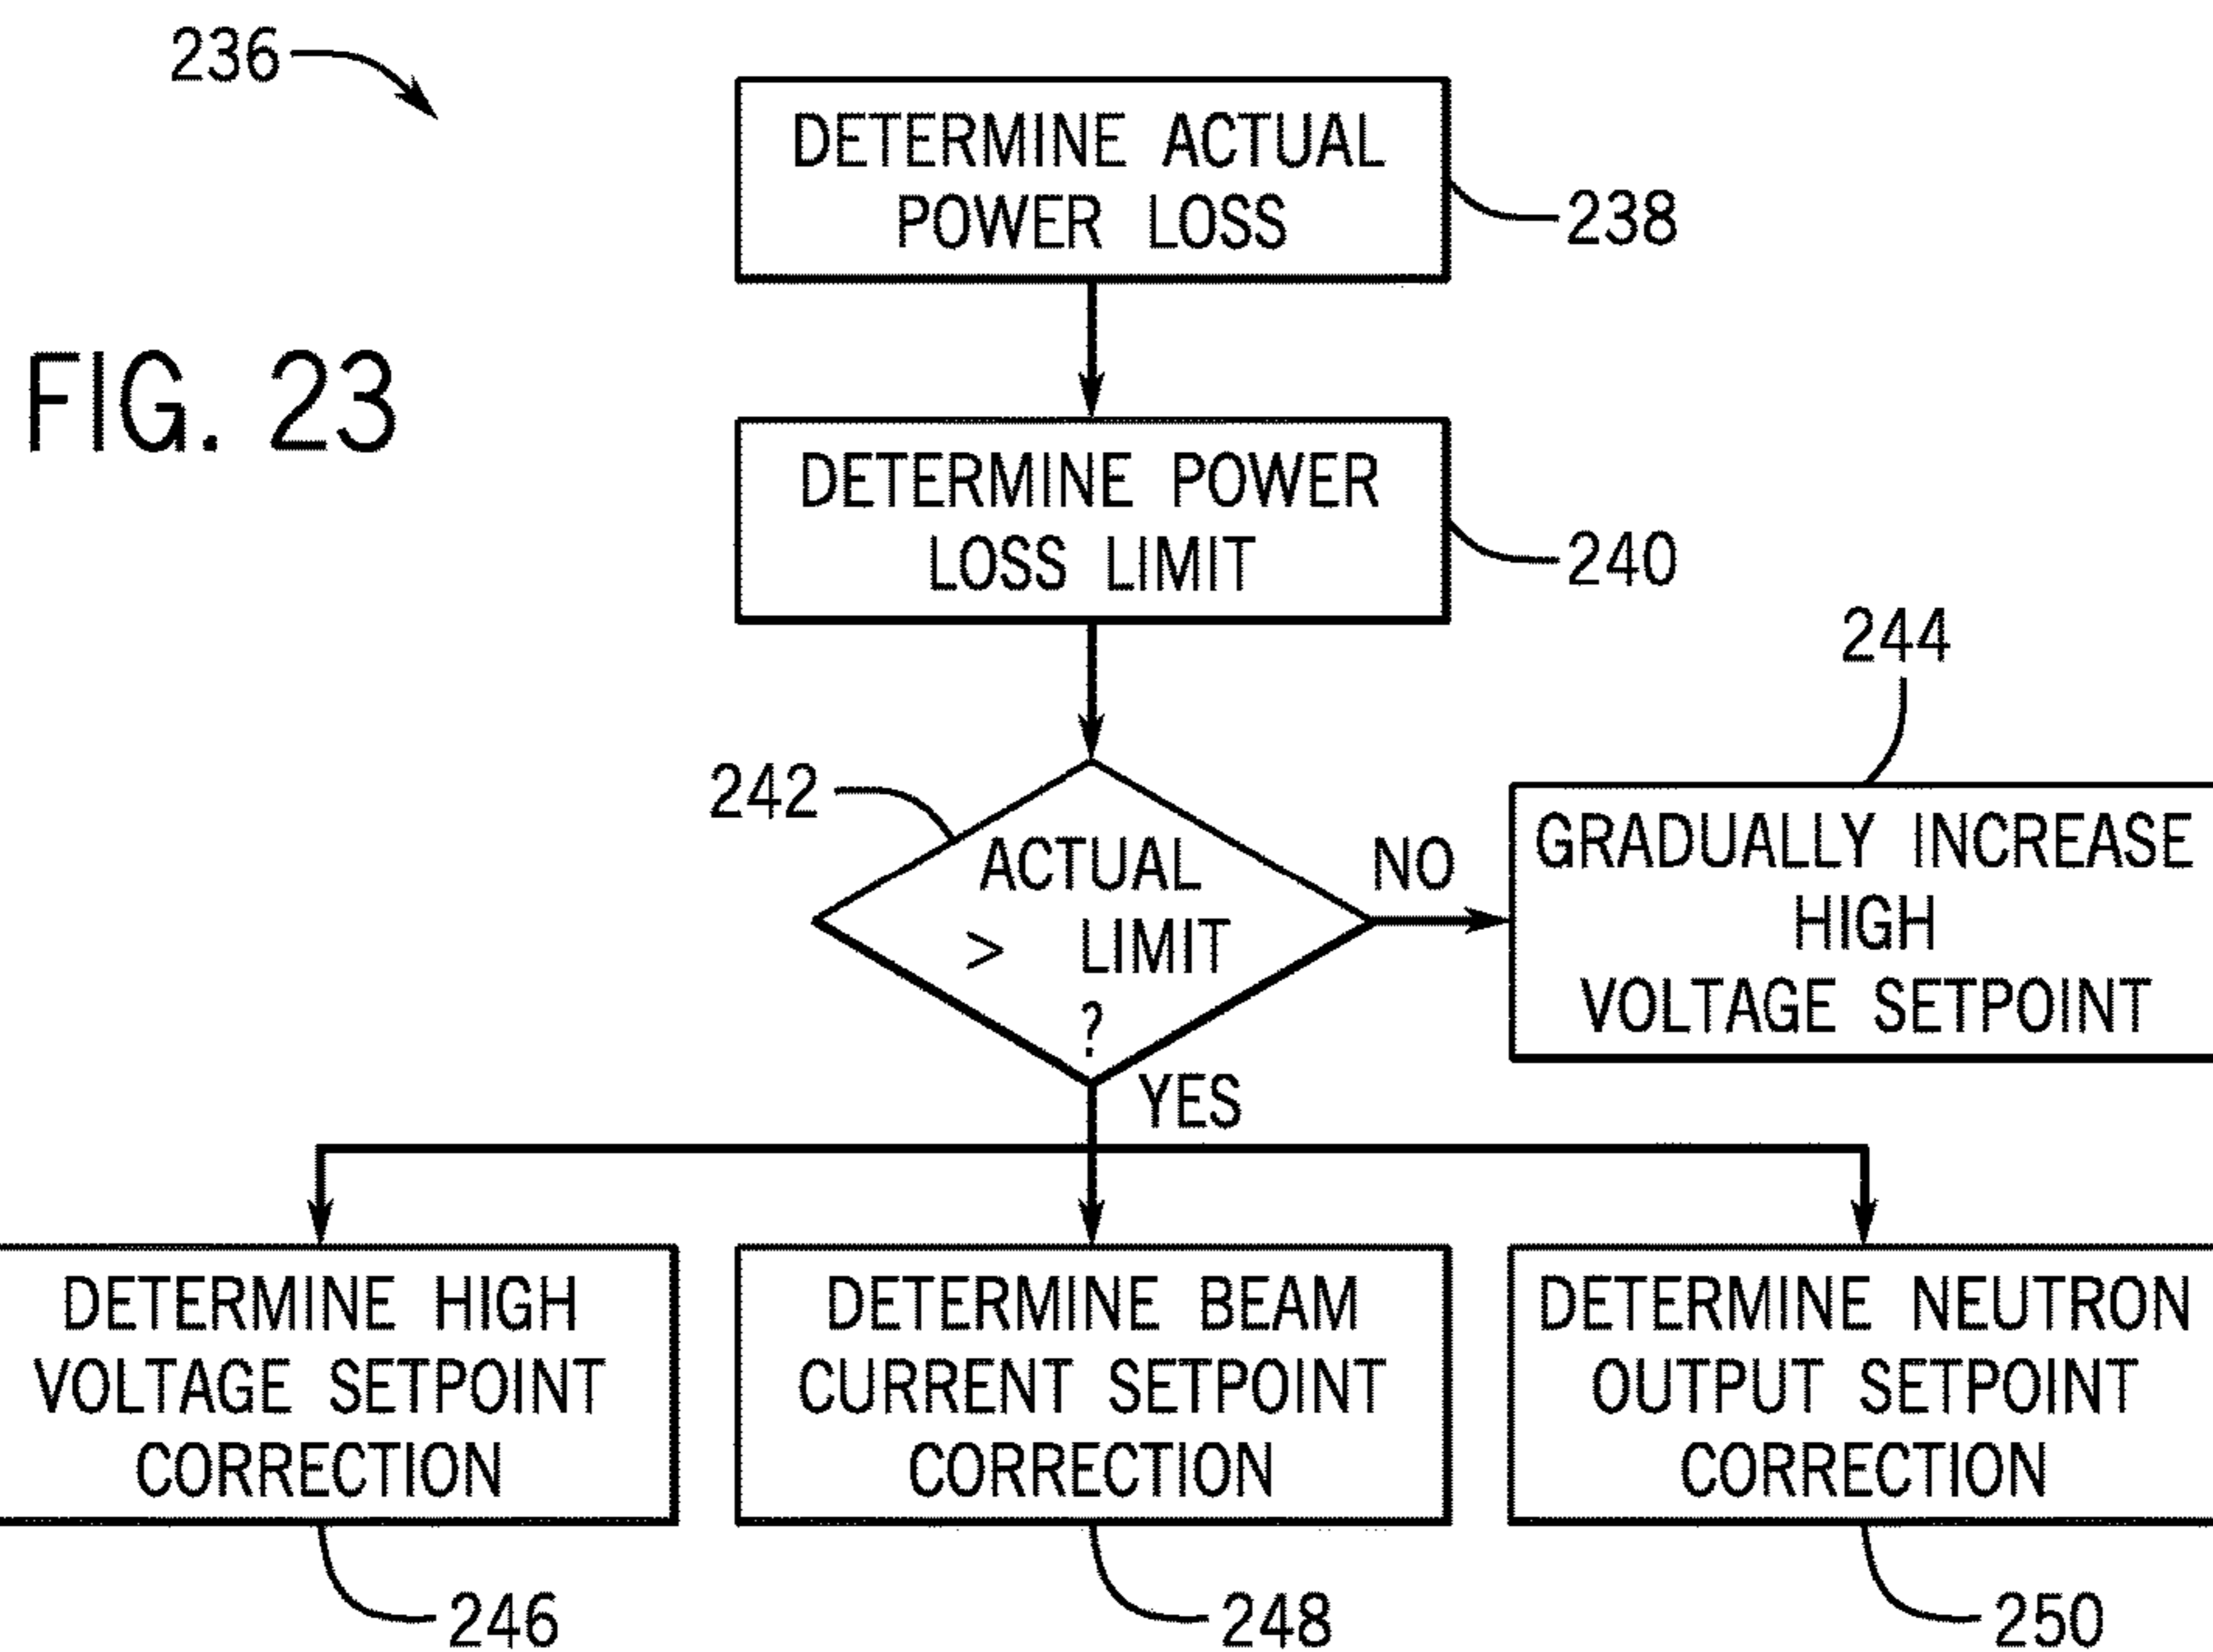 236
DETERMINE ACTUAL
POWER LOSS
238
FIG. 23
DETERMINE POWER
LOSS LIMIT
240
244
242
ACTUAL
> LIMIT
?
NO
YES
GRADUALLY INCREASE
HIGH
VOLTAGE SETPOINT
DETERMINE HIGH
VOLTAGE SETPOINT
CORRECTION
DETERMINE BEAM
CURRENT SETPOINT
CORRECTION
DETERMINE NEUTRON
OUTPUT SETPOINT
CORRECTION
246
248
250